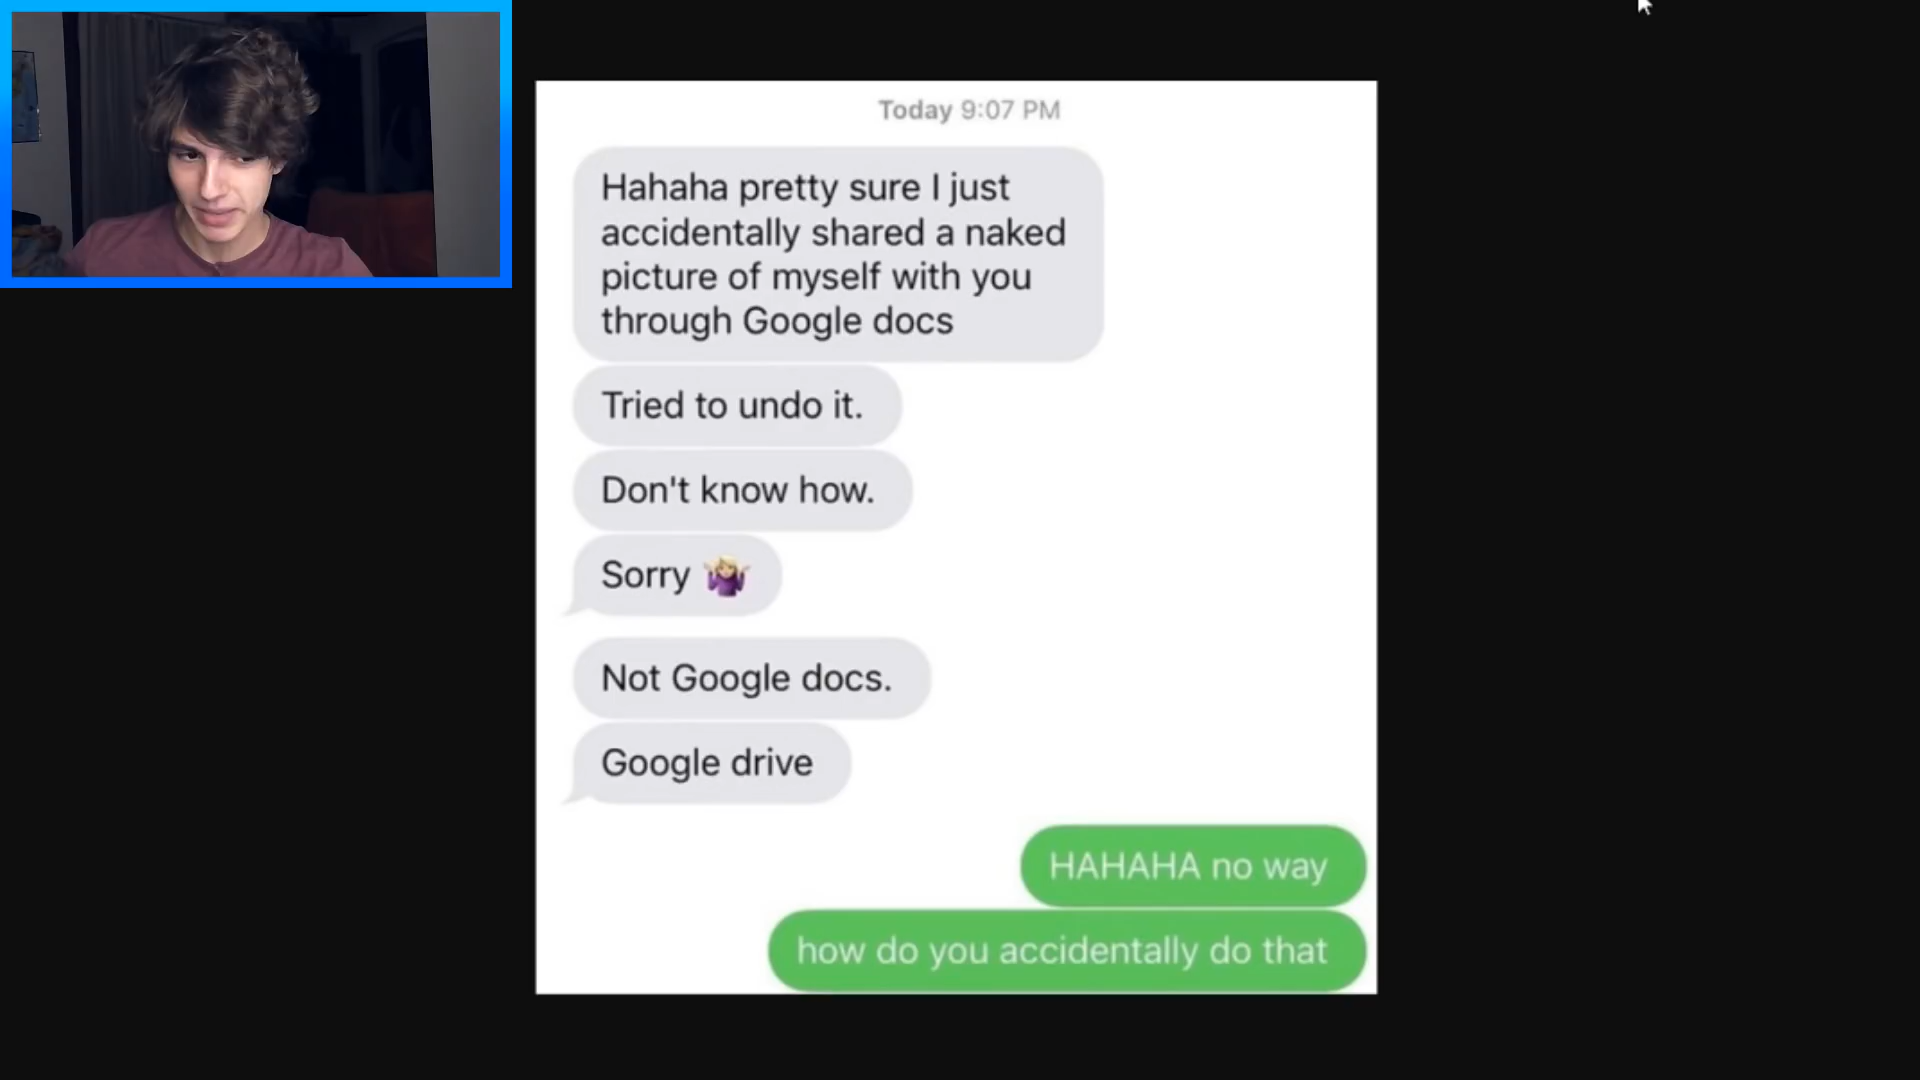 Today 9:07 PM
Hahaha pretty sure I just
accidentally shared a naked
picture of myself with you
through Google docs
Tried to undo it.
Don't know how.
Sorry 🤷🏼‍♀️
Not Google docs.
Google drive
HAHAHA no way
how do you accidentally do that